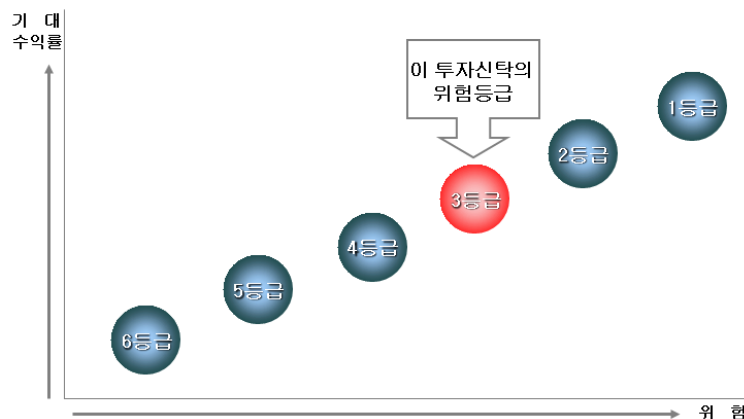 기 대
수익률
이 투자신탁의
위험등급
1등급
2등급
3등급
4등급
5등급
6등급
위 험